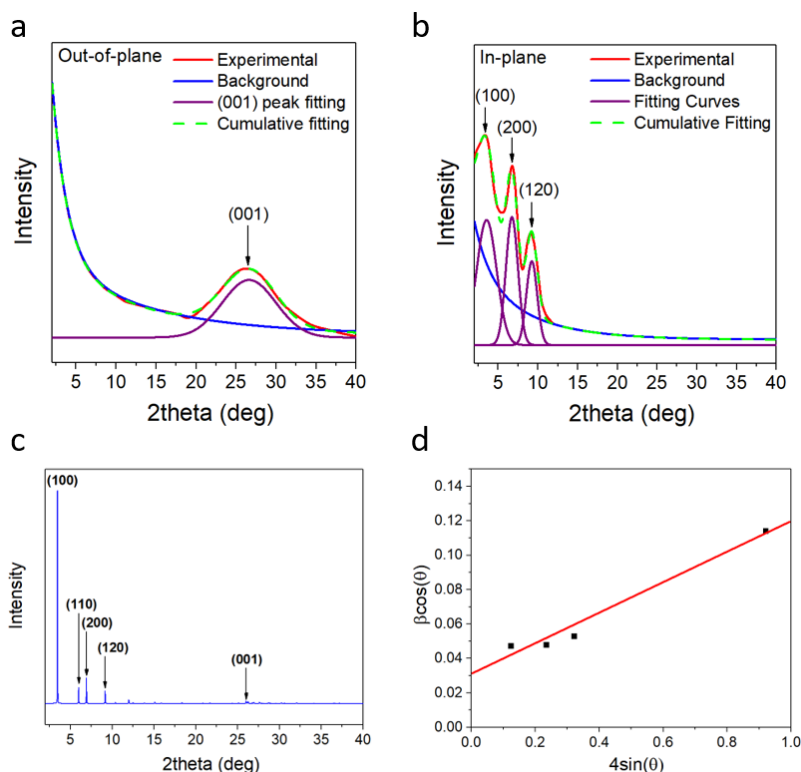 a
Out-of-plane
Experimental
Background
(001) peak fitting
Cumulative fitting
(001)
Intensity
5 10 15 20 25 30 35 40
2theta (deg)
b
In-plane
Experimental
Background
Fitting Curves
Cumulative Fitting
(100)
(200)
(120)
Intensity
5 10 15 20 25 30 35 40
2theta (deg)
c
(100)
(110)
(200)
(120)
(001)
Intensity
5 10 15 20 25 30 35 40
2theta (deg)
d
0.14
0.12
0.10
0.08
0.06
0.04
0.02
0.00
βcos(θ)
0.0 0.2 0.4 0.6 0.8 1.0
4sin(θ)